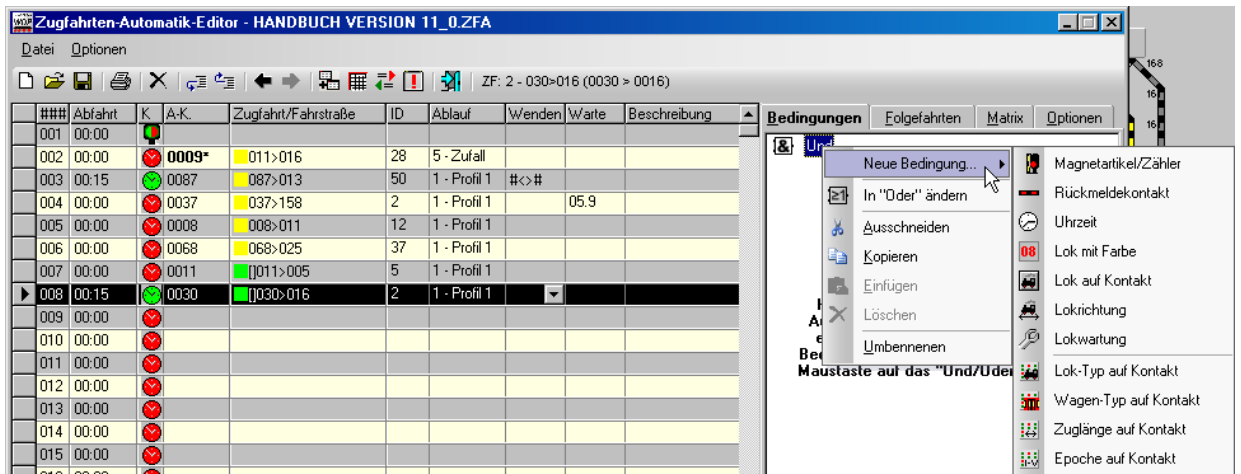 Zugfahrten-Automatik-Editor - HANDBUCH VERSION 11_0.ZFA
Datei Optionen
ZF: 2 - 030>016 (0030 > 0016)
### Abfahrt K A.-K. Zugfahrt/Fahrstraße ID Ablauf Wenden Warte Beschreibung
001 00:00
002 00:00 0009* 011>016 28 5 - Zufall
003 00:15 0087 087>013 50 1 - Profil 1 #<>#
004 00:00 0037 037>158 2 1 - Profil 1 05.9
005 00:00 0008 008>011 12 1 - Profil 1
006 00:00 0068 068>025 37 1 - Profil 1
007 00:00 0011 []011>005 5 1 - Profil 1
008 00:15 0030 []030>016 2 1 - Profil 1
009 00:00
010 00:00
011 00:00
012 00:00
013 00:00
014 00:00
015 00:00
Bedingungen Folgefahrten Matrix Optionen
& Und
Neue Bedingung...
≥1 In "Oder" ändern
Ausschneiden
Kopieren
Einfügen
Löschen
Umbennenen
Maustaste auf das "Und/Oder
Magnetartikel/Zähler
Rückmeldekontakt
Uhrzeit
08 Lok mit Farbe
Lok auf Kontakt
Lokrichtung
Lokwartung
Lok-Typ auf Kontakt
Wagen-Typ auf Kontakt
Zuglänge auf Kontakt
I-V Epoche auf Kontakt
168